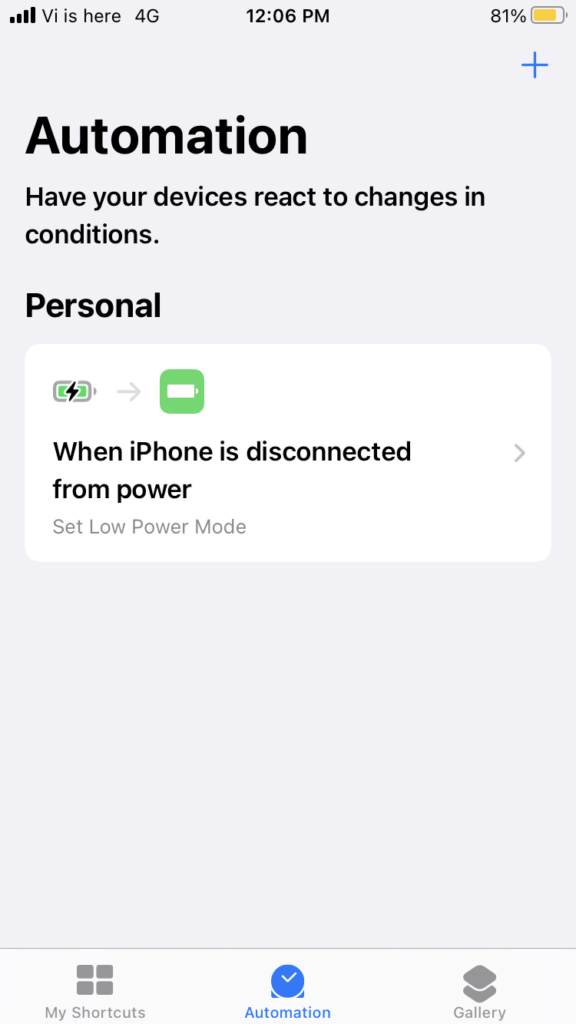 Vi is here 4G 12:06 PM 81%
Automation
Have your devices react to changes in
conditions.
Personal
When iPhone is disconnected
from power
Set Low Power Mode
My Shortcuts Automation Gallery